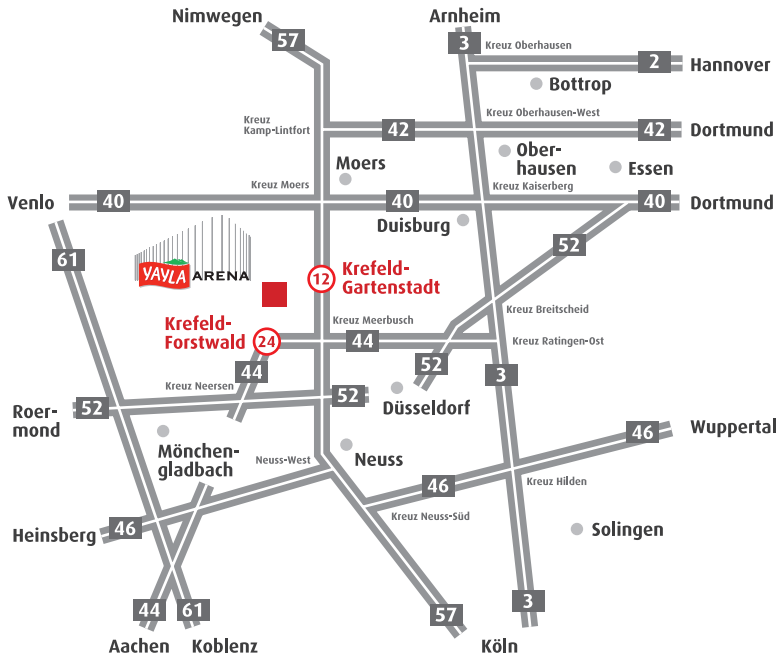 Nimwegen
Arnheim
57
3
Kreuz Oberhausen
2
Hannover
Bottrop
Kreuz
Kamp-Lintfort
42
Kreuz Oberhausen-West
42
Dortmund
Ober-
hausen
Essen
Moers
Kreuz Moers
Kreuz Kaiserberg
Venlo
40
40
40
Dortmund
Duisburg
61
52
YAYLA ARENA
12
Krefeld-
Gartenstadt
Kreuz Breitscheid
Krefeld-
Forstwald
24
Kreuz Meerbusch
44
Kreuz Ratingen-Ost
52
3
44
Kreuz Neersen
Roer-
mond
52
52
Düsseldorf
Mönchen-
gladbach
Neuss
46
Wuppertal
Neuss-West
46
Kreuz Hilden
Heinsberg
46
Kreuz Neuss-Süd
Solingen
44
61
57
3
Aachen
Koblenz
Köln